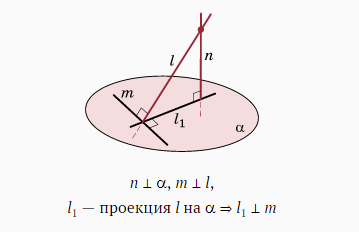 l
n
m
l₁
α
n ⊥ α, m ⊥ l,
l₁ — проекция l на α ⇒ l₁ ⊥ m